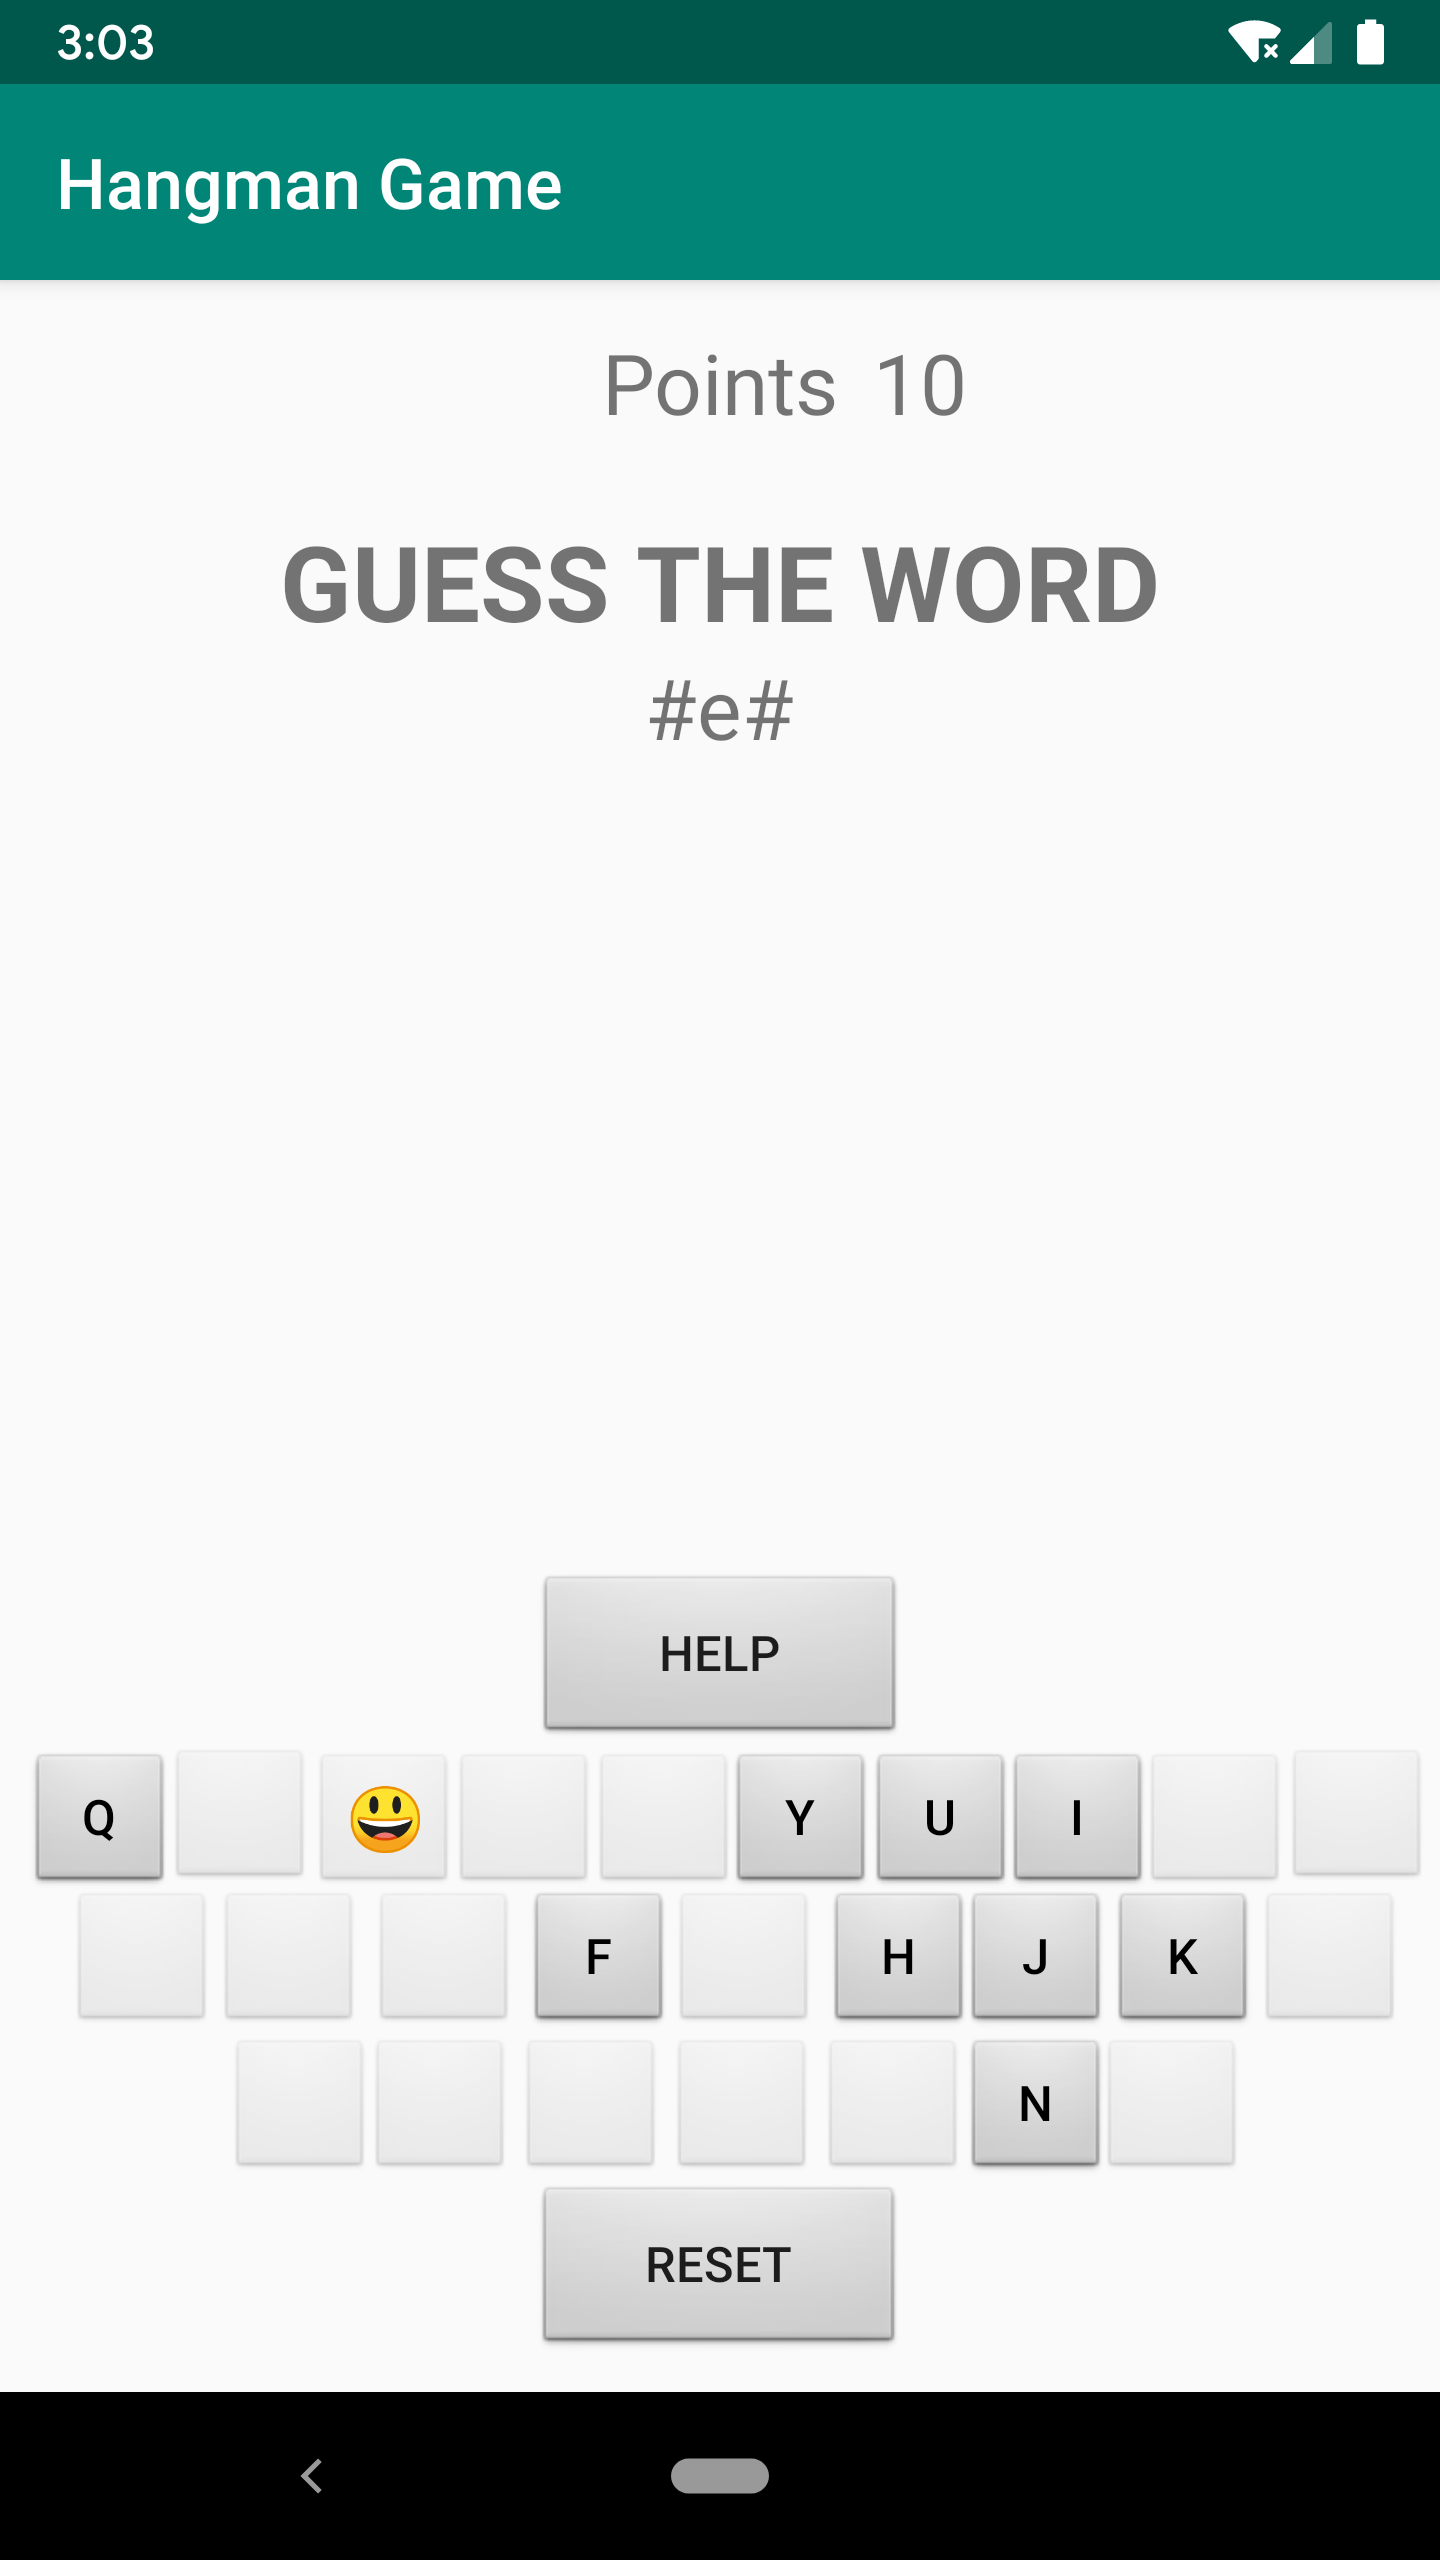 3:03
Hangman Game
Points 10
GUESS THE WORD
#e#
HELP
Q Y U I
F H J K
N
RESET